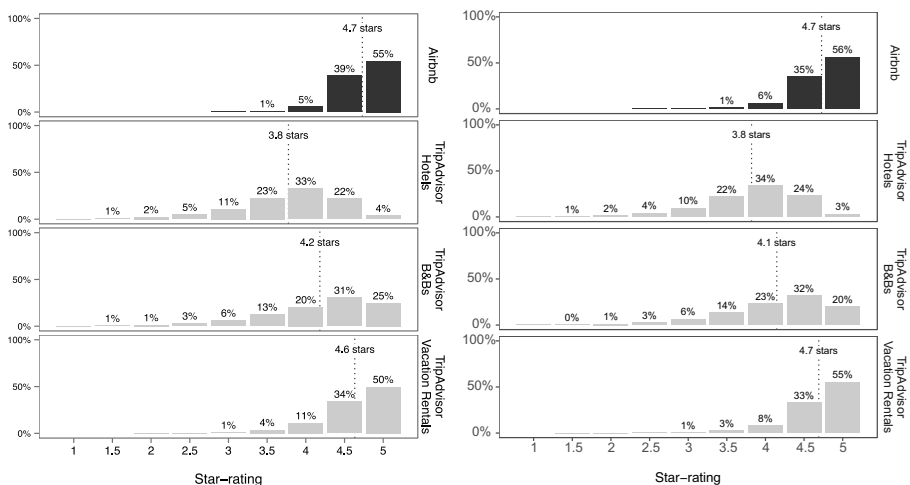 100%
4.7 stars
55%
50%
39%
1%
5%
0%
Airbnb
100%
3.8 stars
50%
33%
23%
22%
11%
1%
2%
5%
4%
0%
TripAdvisor
Hotels
100%
4.2 stars
50%
31%
25%
20%
13%
1%
1%
3%
6%
0%
TripAdvisor
B&Bs
100%
4.6 stars
50%
50%
34%
1%
4%
11%
0%
TripAdvisor
Vacation Rentals
1 1.5 2 2.5 3 3.5 4 4.5 5
Star-rating
100%
4.7 stars
56%
50%
35%
1%
6%
0%
Airbnb
100%
3.8 stars
50%
34%
22%
24%
1%
2%
4%
10%
3%
0%
TripAdvisor
Hotels
100%
4.1 stars
50%
32%
23%
20%
14%
0%
1%
3%
6%
0%
TripAdvisor
B&Bs
100%
4.7 stars
55%
50%
33%
1%
3%
8%
0%
TripAdvisor
Vacation Rentals
1 1.5 2 2.5 3 3.5 4 4.5 5
Star-rating